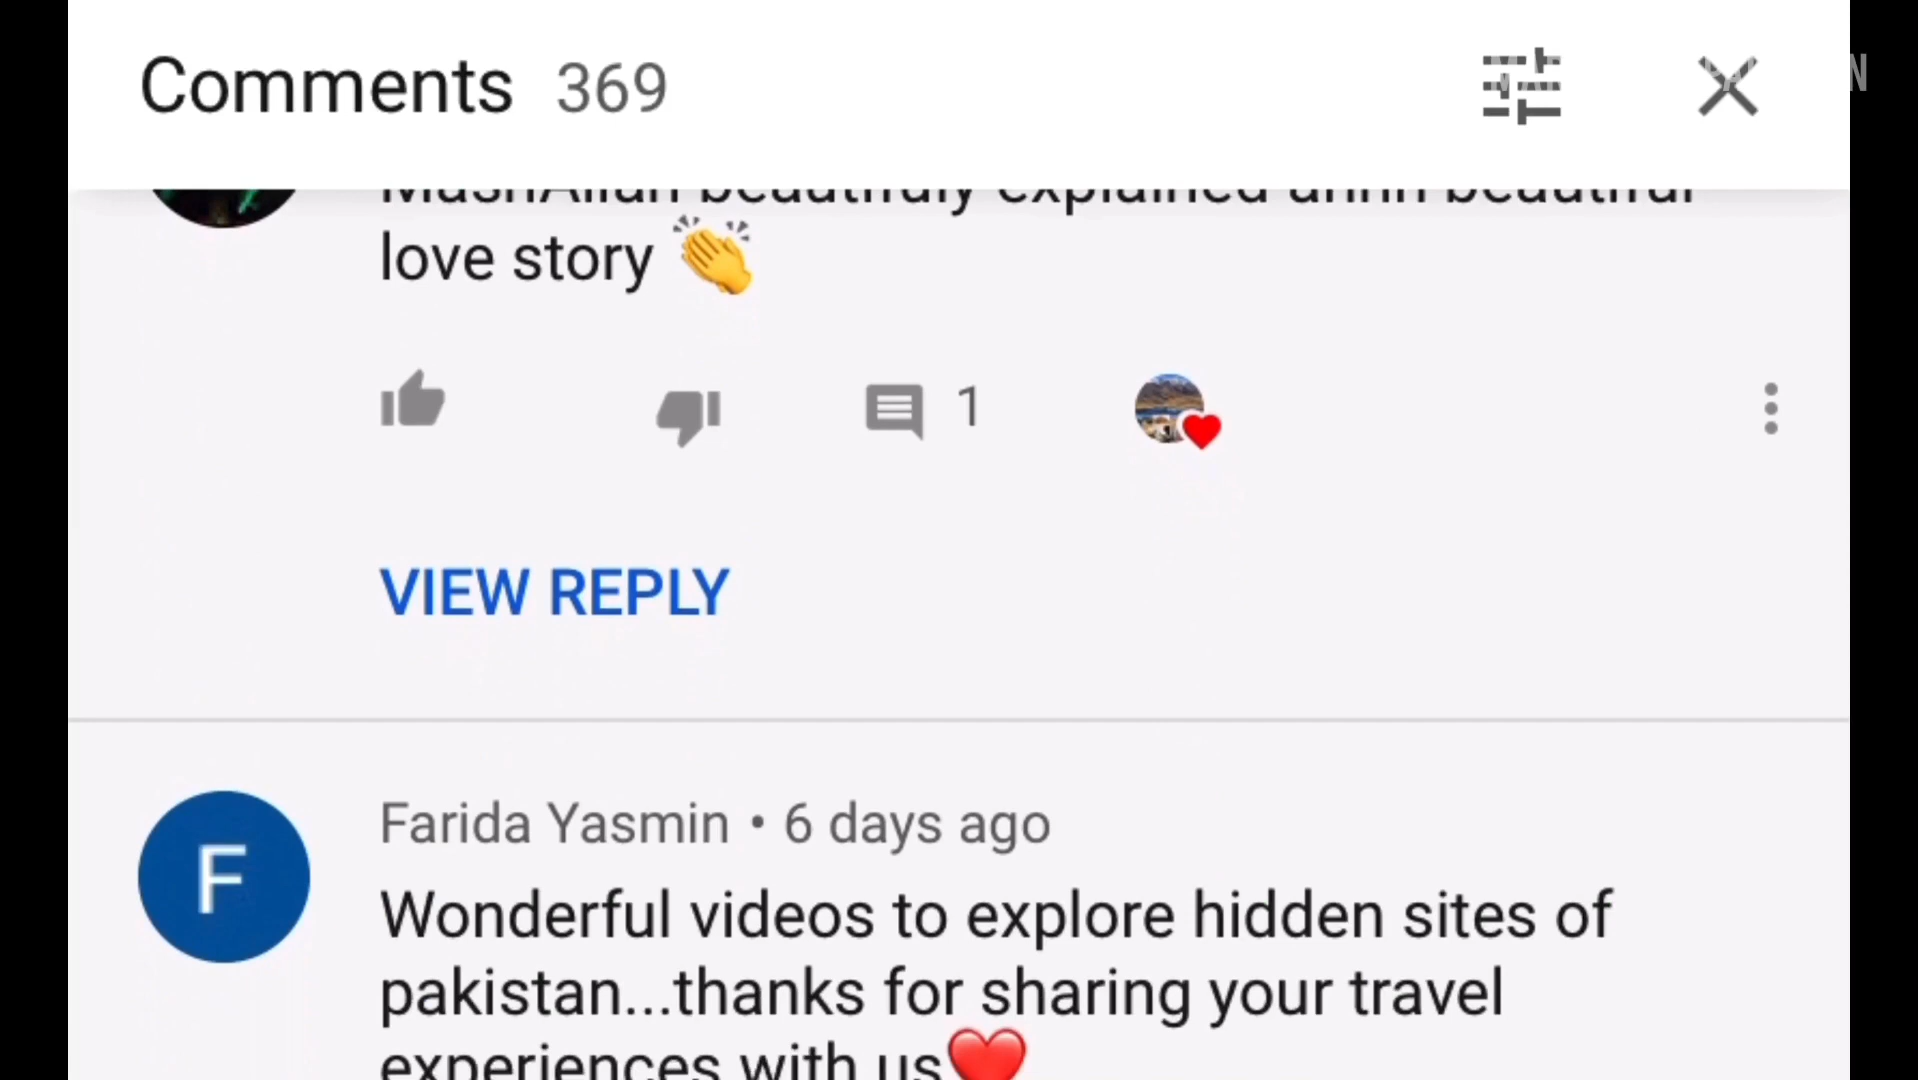 Comments 369
MashAllah beautifuly explained ahhh beautiful
love story 👏
1
VIEW REPLY
F
Farida Yasmin • 6 days ago
Wonderful videos to explore hidden sites of
pakistan...thanks for sharing your travel
experiences with us❤️